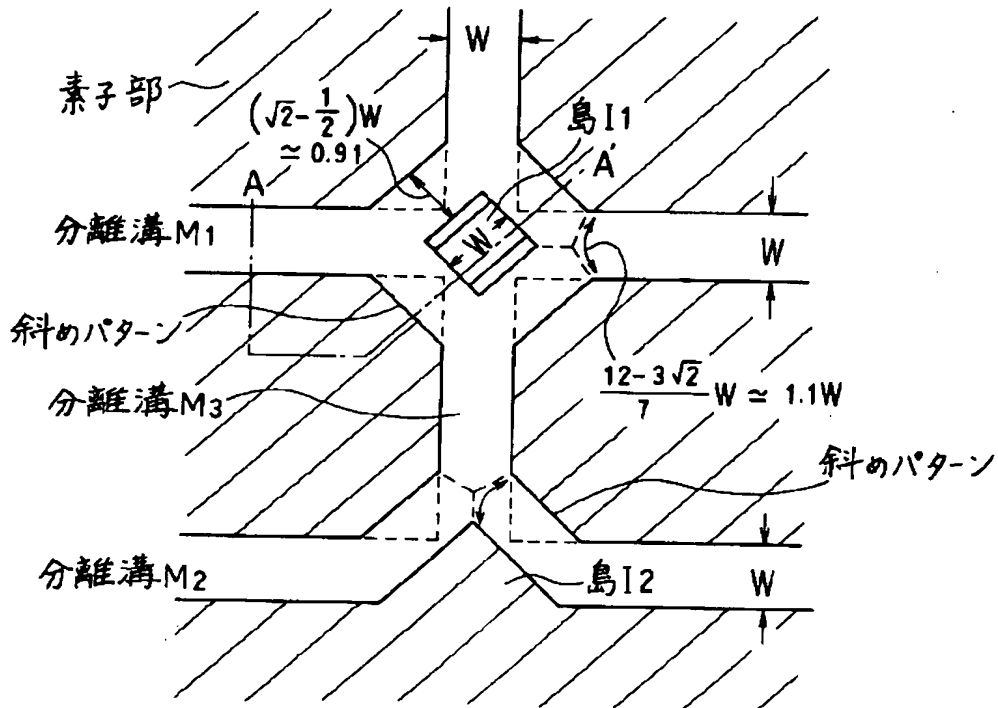 W
素子部
(√2-1/2)W
≃0.91
島I1
A'
A
分離溝M1
W
W
斜めパターン
12-3√2/7 W ≃ 1.1W
分離溝M3
斜めパターン
分離溝M2
島I2
W